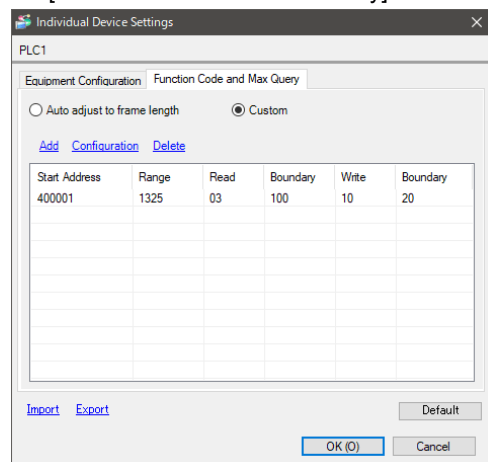 Individual Device Settings
PLC1
Equipment Configuration Function Code and Max Query
Auto adjust to frame length Custom
Add Configuration Delete
Start Address Range Read Boundary Write Boundary
400001 1325 03 100 10 20
Import Export Default
OK (O) Cancel